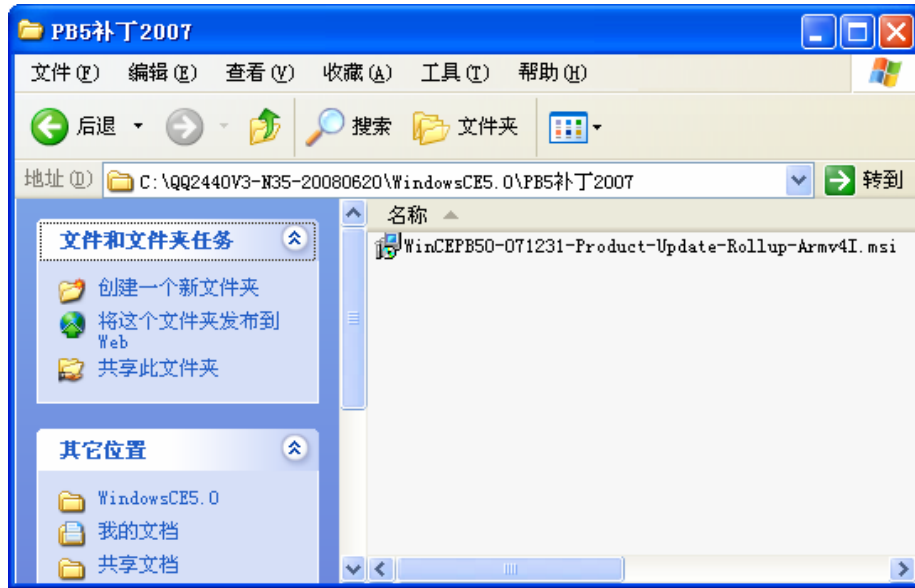 PB5补丁2007
文件(F) 编辑(E) 查看(V) 收藏(A) 工具(T) 帮助(H)
后退 搜索 文件夹
地址(D) C:\QQ2440V3-N35-20080620\WindowsCE5.0\PB5补丁2007 转到
名称
WinCEPB50-071231-Product-Update-Rollup-Armv4I.msi
文件和文件夹任务
创建一个新文件夹
将这个文件夹发布到
Web
共享此文件夹
其它位置
WindowsCE5.0
我的文档
共享文档